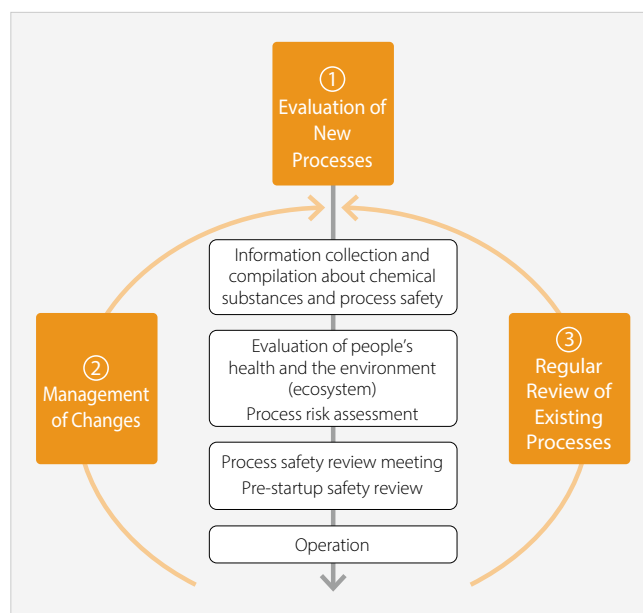 ①
Evaluation of
New
Processes
Information collection and
compilation about chemical
substances and process safety
Evaluation of people’s
health and the environment
(ecosystem)
Process risk assessment
②
Management
of Changes
③
Regular
Review of
Existing
Processes
Process safety review meeting
Pre-startup safety review
Operation